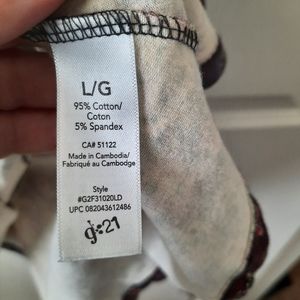 L/G
95% Cotton/
Coton
5% Spandex
CA# 51122
Made in Cambodia/
Fabriqué au Cambodge
Style
#G2F31020LD
UPC 082043612486
g:21